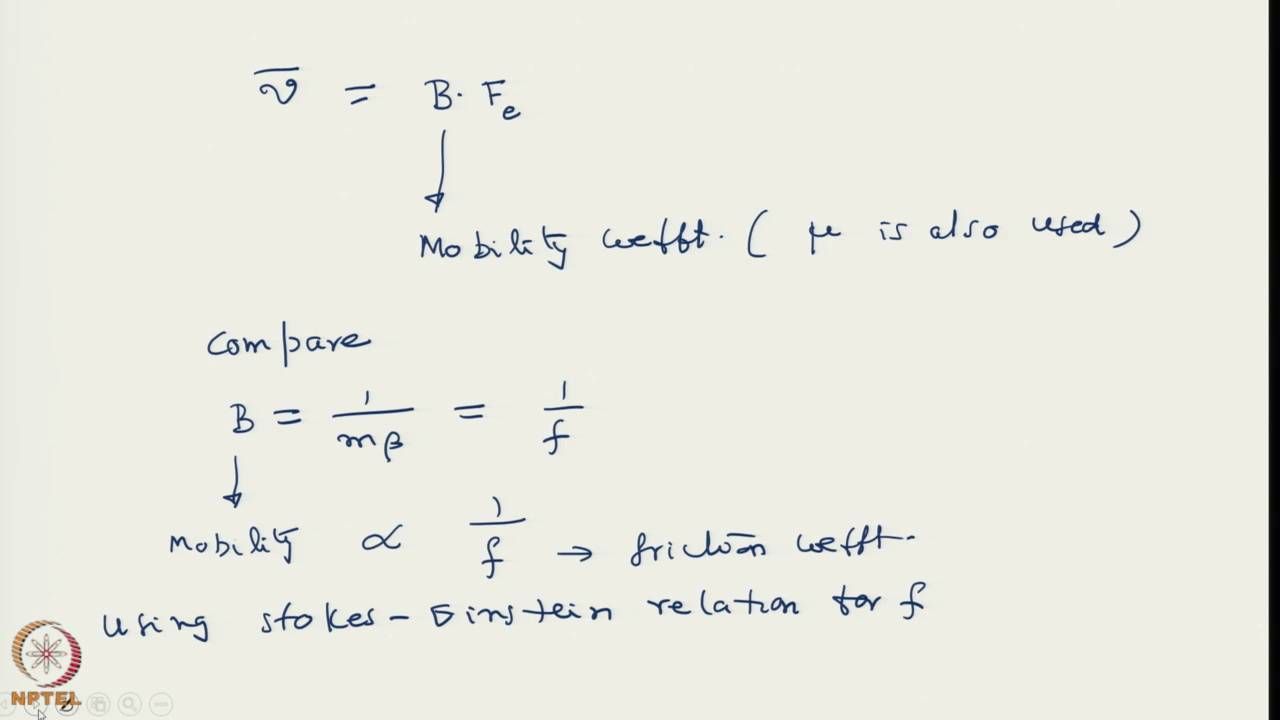 v̄ = B. Fe
Mobility coefft. ( μ is also used )
Compare
B = 1/mβ = 1/f
Mobility ∝ 1/f → friction coefft.
using stokes - Einstein relation for f
NPTEL